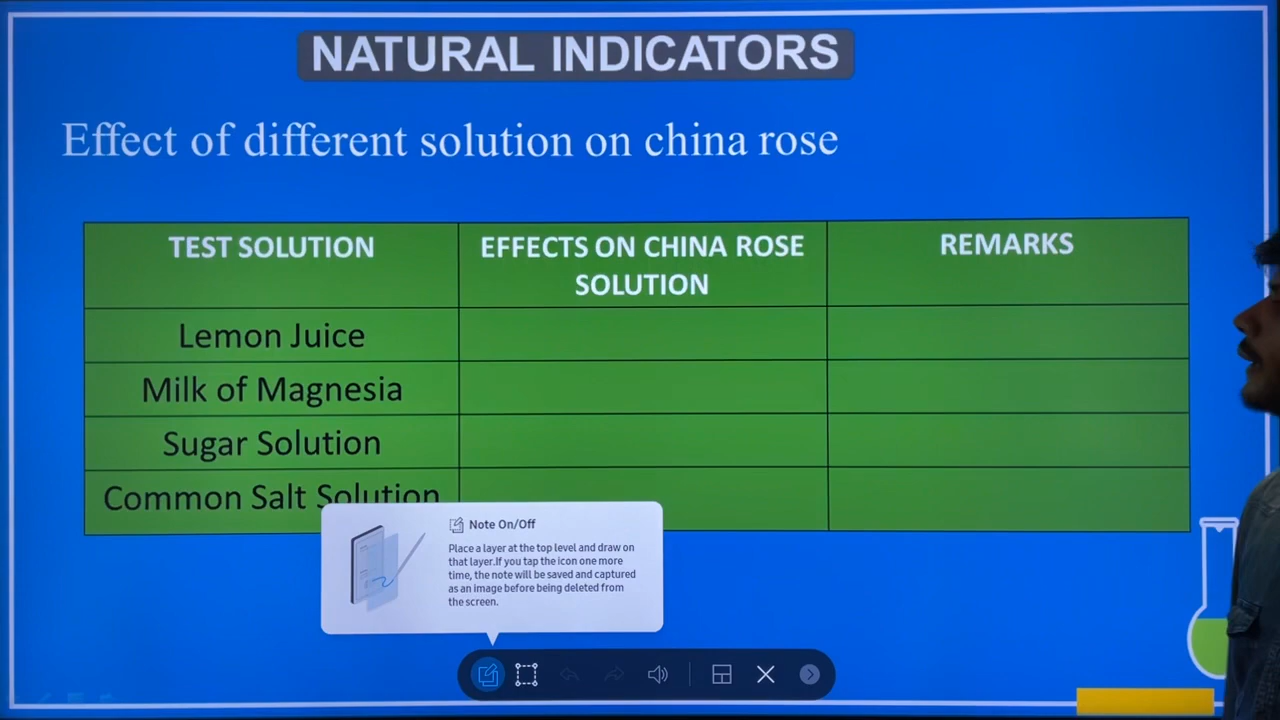 NATURAL INDICATORS
Effect of different solution on china rose
TEST SOLUTION
EFFECTS ON CHINA ROSE
SOLUTION
REMARKS
Lemon Juice
Milk of Magnesia
Sugar Solution
Common Salt Solution
Note On/Off
Place a layer at the top level and draw on
that layer.If you tap the icon one more
time, the note will be saved and captured
as an image before being deleted from
the screen.